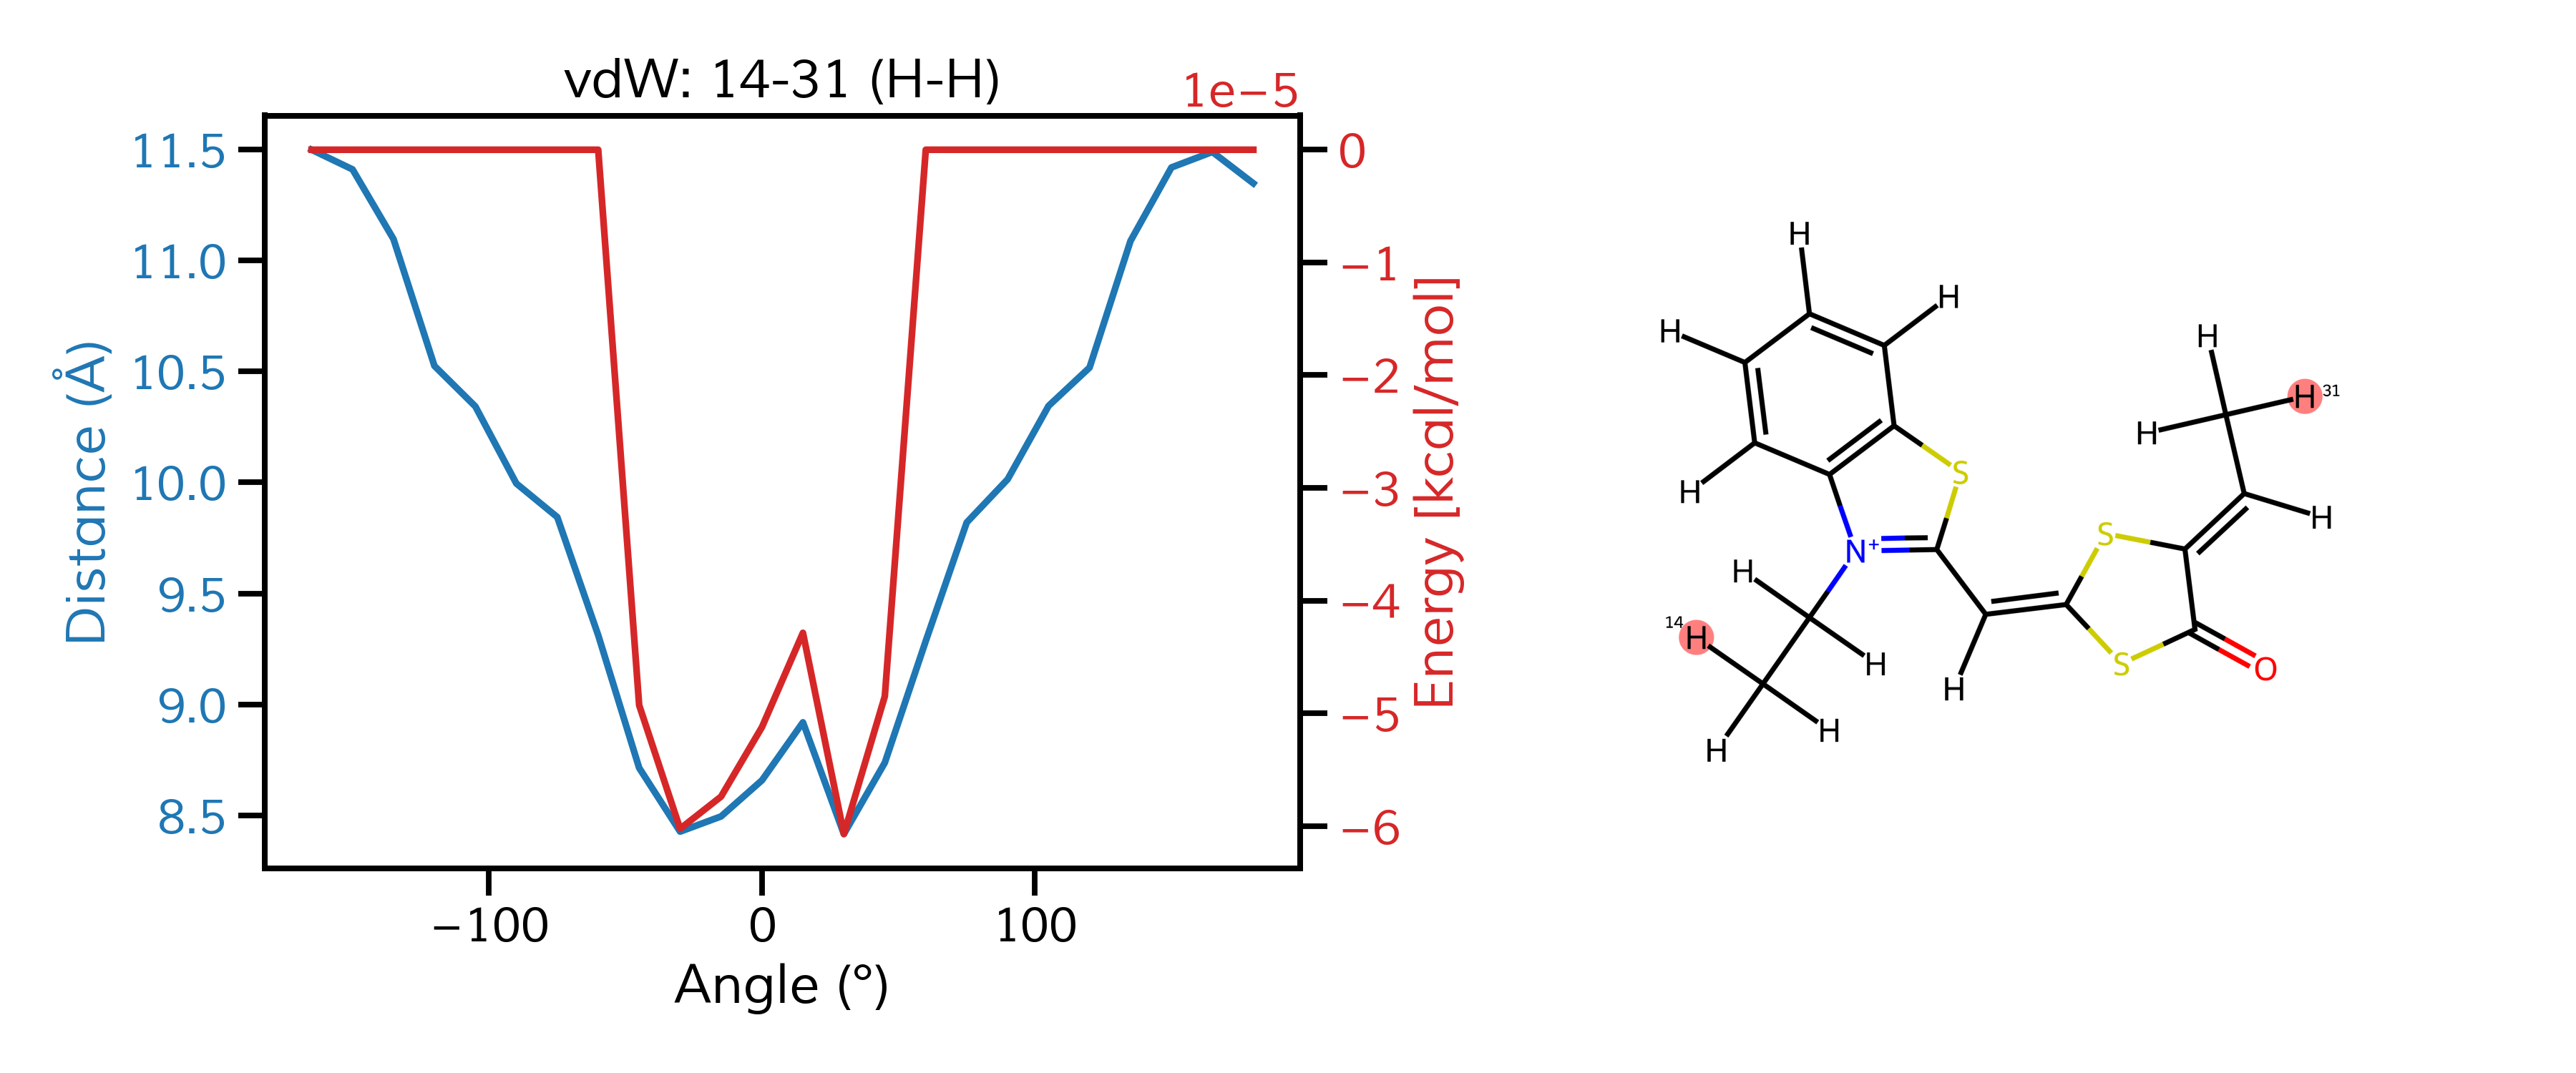 vdW: 14-31 (H-H)
1e−5
11.5
11.0
10.5
10.0
9.5
9.0
8.5
Distance (Å)
0
−1
−2
−3
−4
−5
−6
Energy [kcal/mol]
−100 0 100
Angle (°)
H
H
H
H
H
H 31
H
S
H
H
S
N+
H
14 H
H
S
O
H
H
H